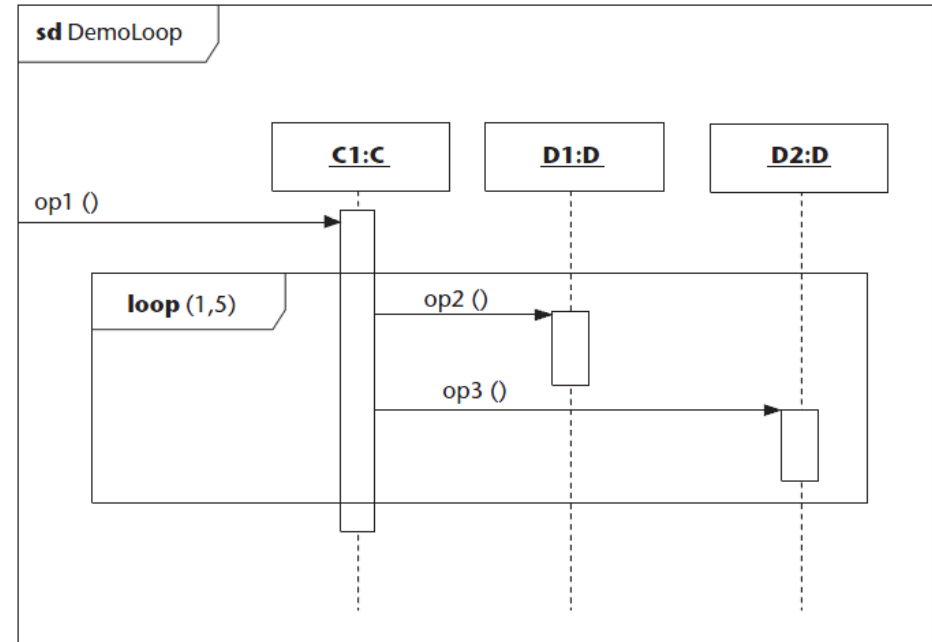 sd DemoLoop
C1:C
D1:D
D2:D
op1 ()
loop (1,5)
op2 ()
op3 ()